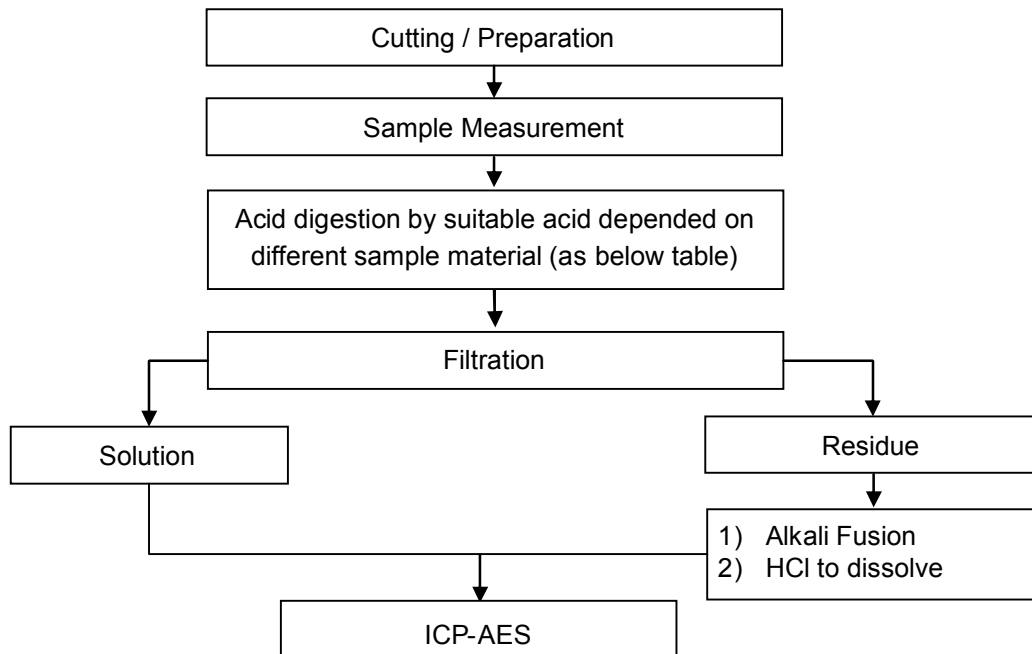 Cutting / Preparation
Sample Measurement
Acid digestion by suitable acid depended on
different sample material (as below table)
Filtration
Solution
Residue
1) Alkali Fusion
2) HCl to dissolve
ICP-AES